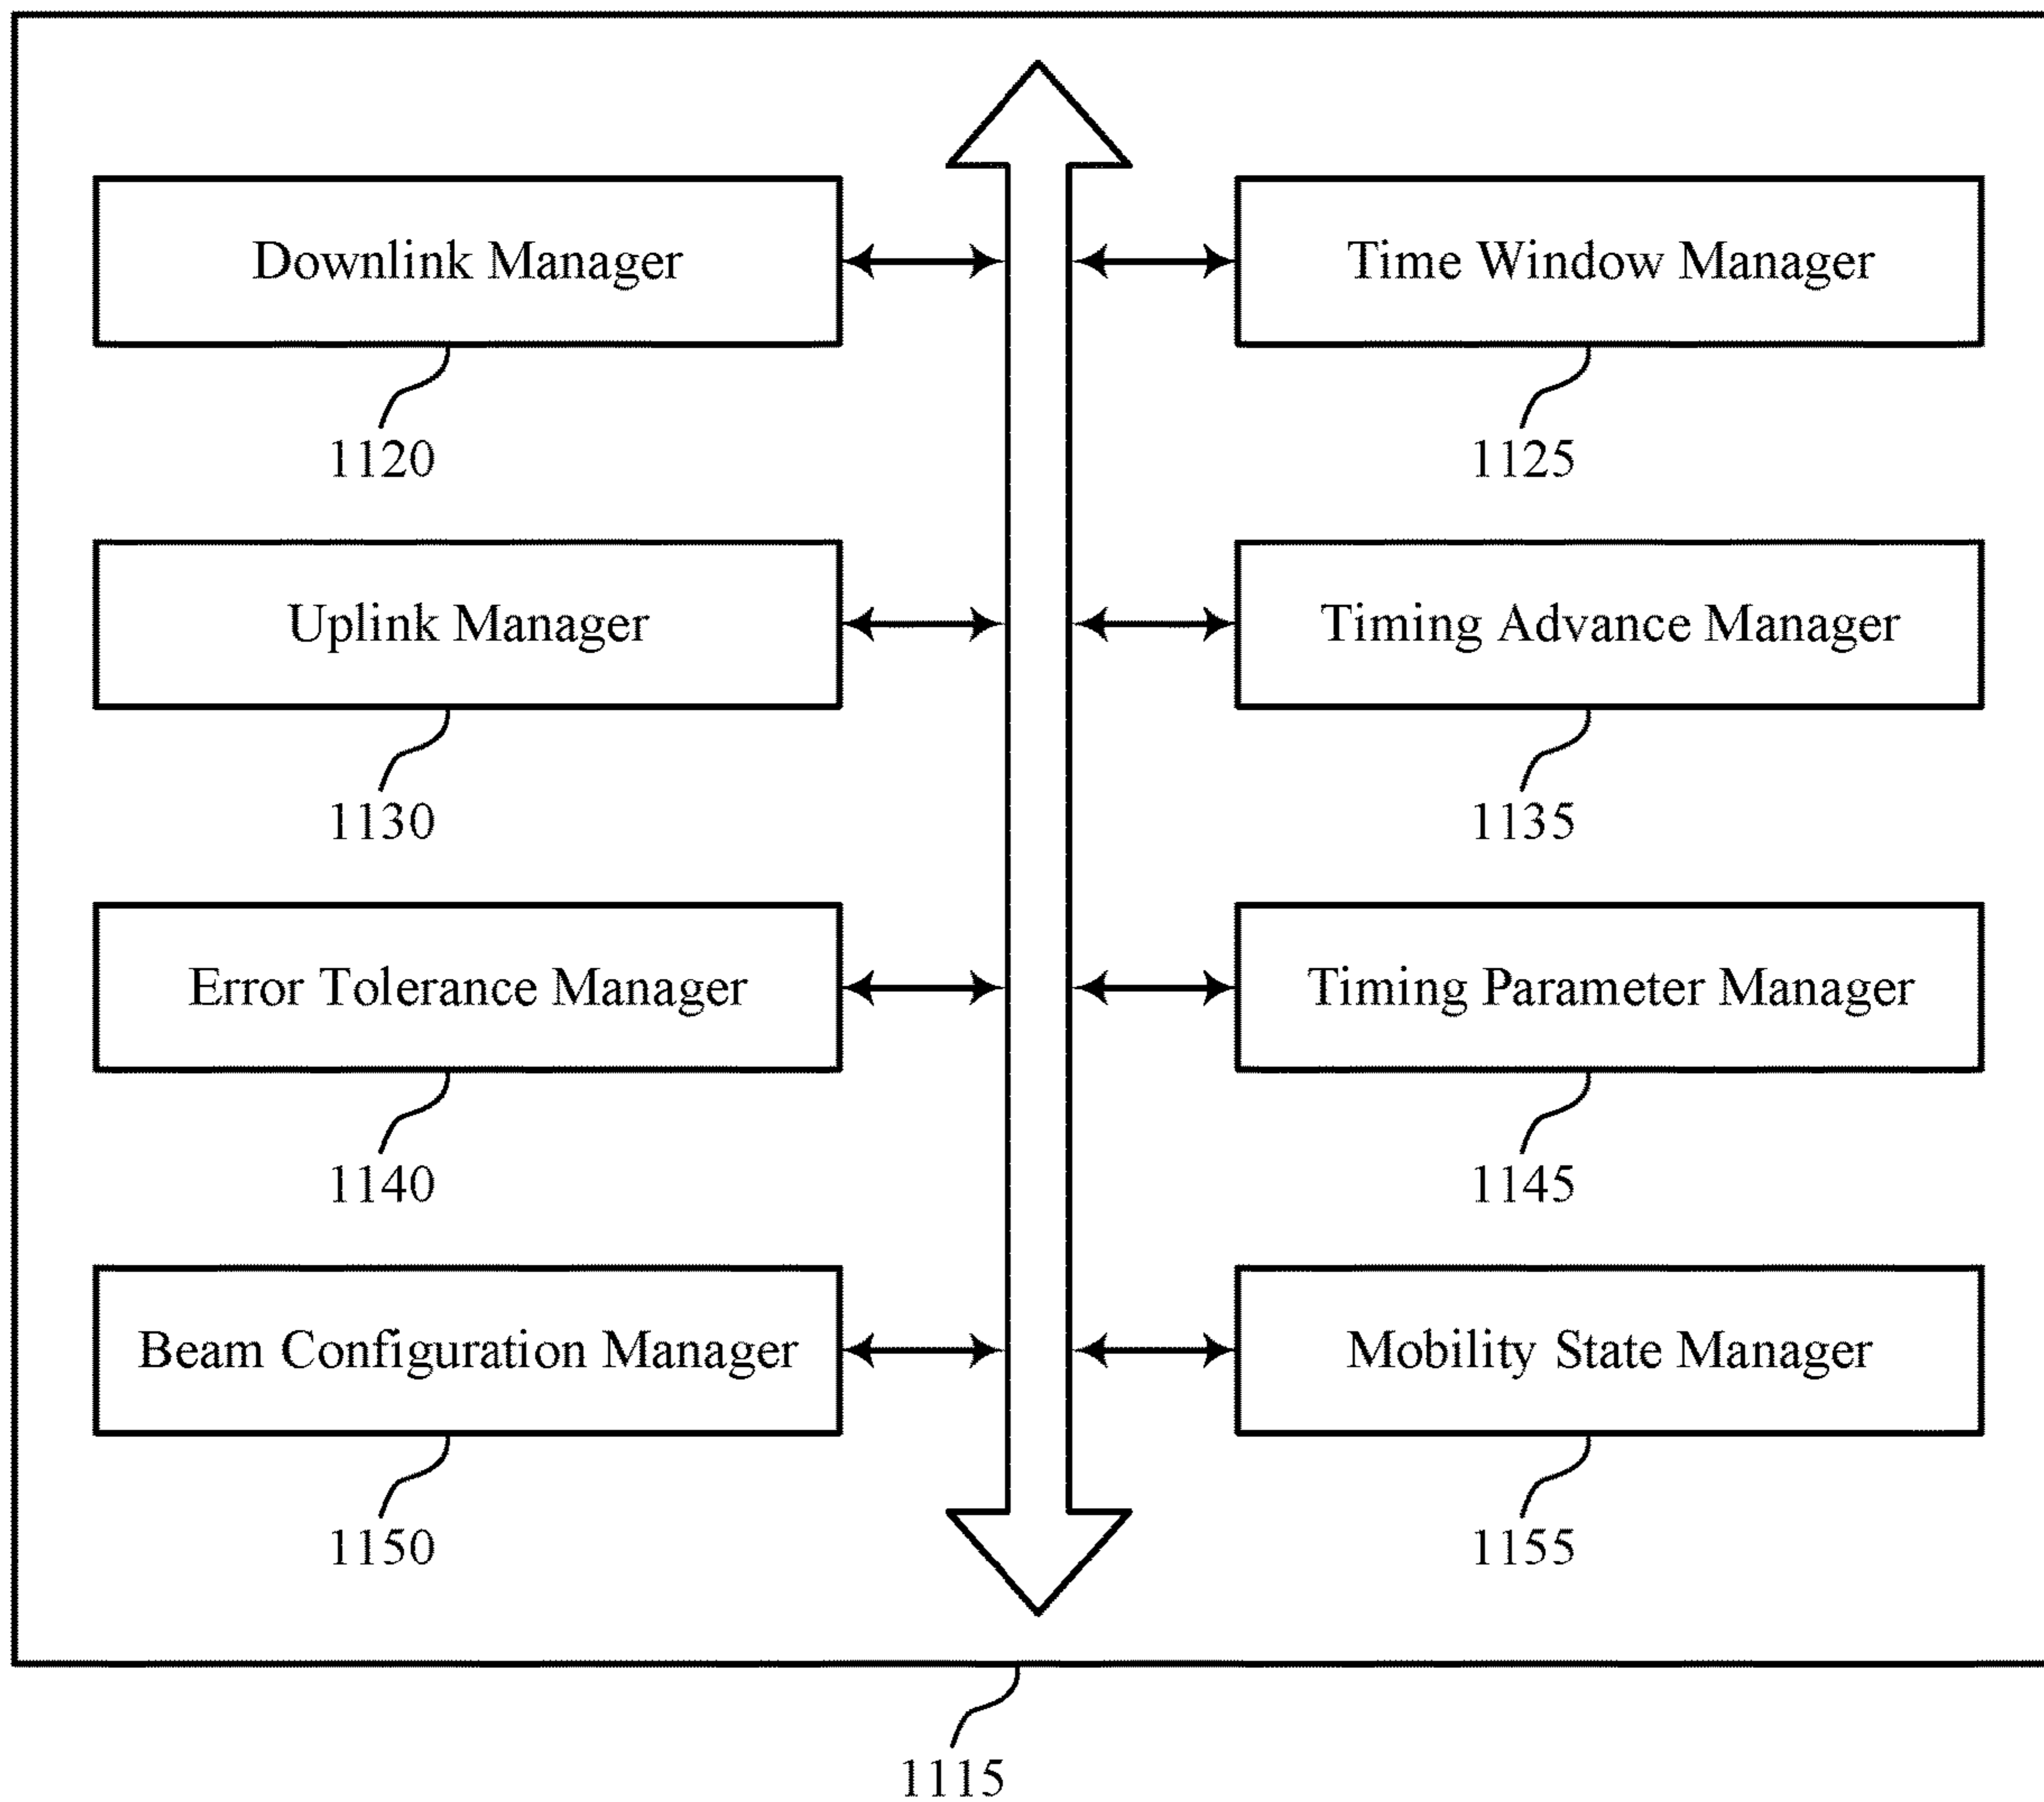 Downlink Manager
Time Window Manager
1120
1125
Uplink Manager
Timing Advance Manager
1130
1135
Error Tolerance Manager
Timing Parameter Manager
1140
1145
Beam Configuration Manager
Mobility State Manager
1150
1155
1115